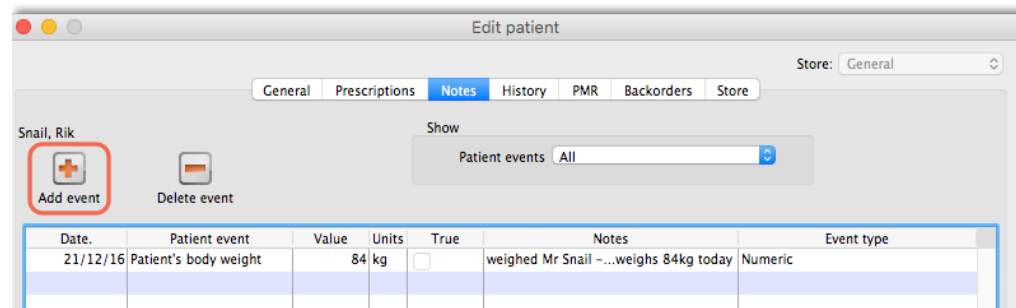 Edit patient
Store: General
General Prescriptions Notes History PMR Backorders Store
Snail, Rik
Show
Patient events All
Add event Delete event
Date. Patient event Value Units True Notes Event type
21/12/16 Patient's body weight 84 kg weighed Mr Snail -...weighs 84kg today Numeric